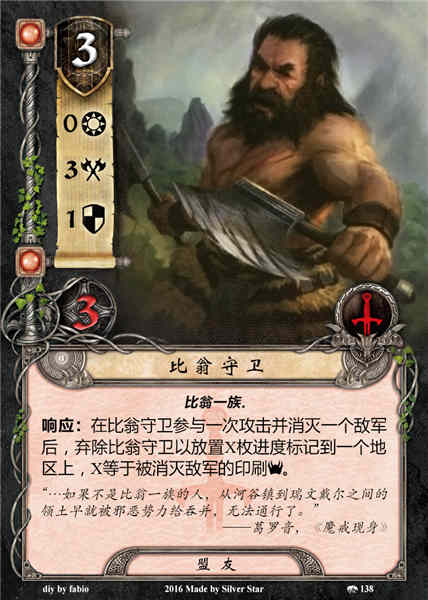 3
0
3
1
3
比翁守卫
比翁一族.
响应：在比翁守卫参与一次攻击并消灭一个敌军
后，弃除比翁守卫以放置X枚进度标记到一个地
区上，X等于被消灭敌军的印刷。
“…如果不是比翁一族的人，从河谷镇到瑞文戴尔之间的
领土早就被邪恶势力给吞并，无法通行了。”
——葛罗音，《魔戒现身》
盟友
diy by fabio
2016 Made by Silver Star
138